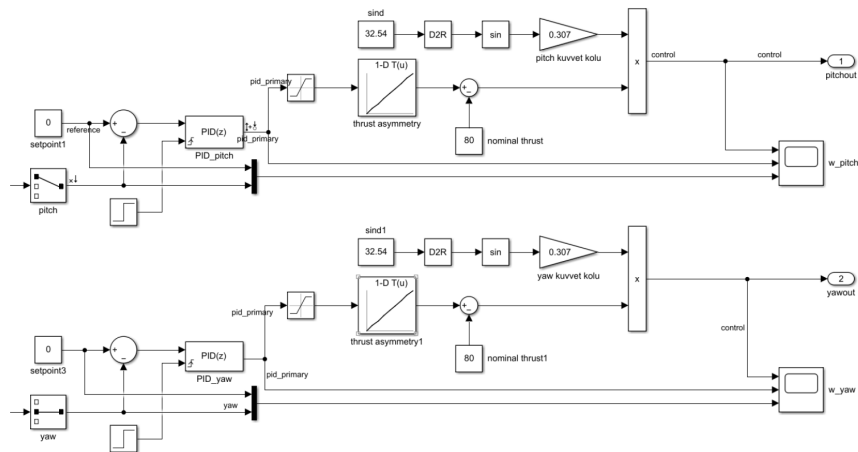 sind
32.54
D2R
sin
0.307
pitch kuvvet kolu
x
control
control
1
pitchout
pid_primary
1-D T(u)
thrust asymmetry
+
−
80
nominal thrust
0
setpoint1
reference
+
−
PID(z)
PID_pitch
pid_primary
w_pitch
pitch
sind1
32.54
D2R
sin
0.307
yaw kuvvet kolu
x
2
yawout
control
pid_primary
1-D T(u)
thrust asymmetry1
+
−
80
nominal thrust1
0
setpoint3
+
−
PID(z)
PID_yaw
pid_primary
w_yaw
yaw
yaw